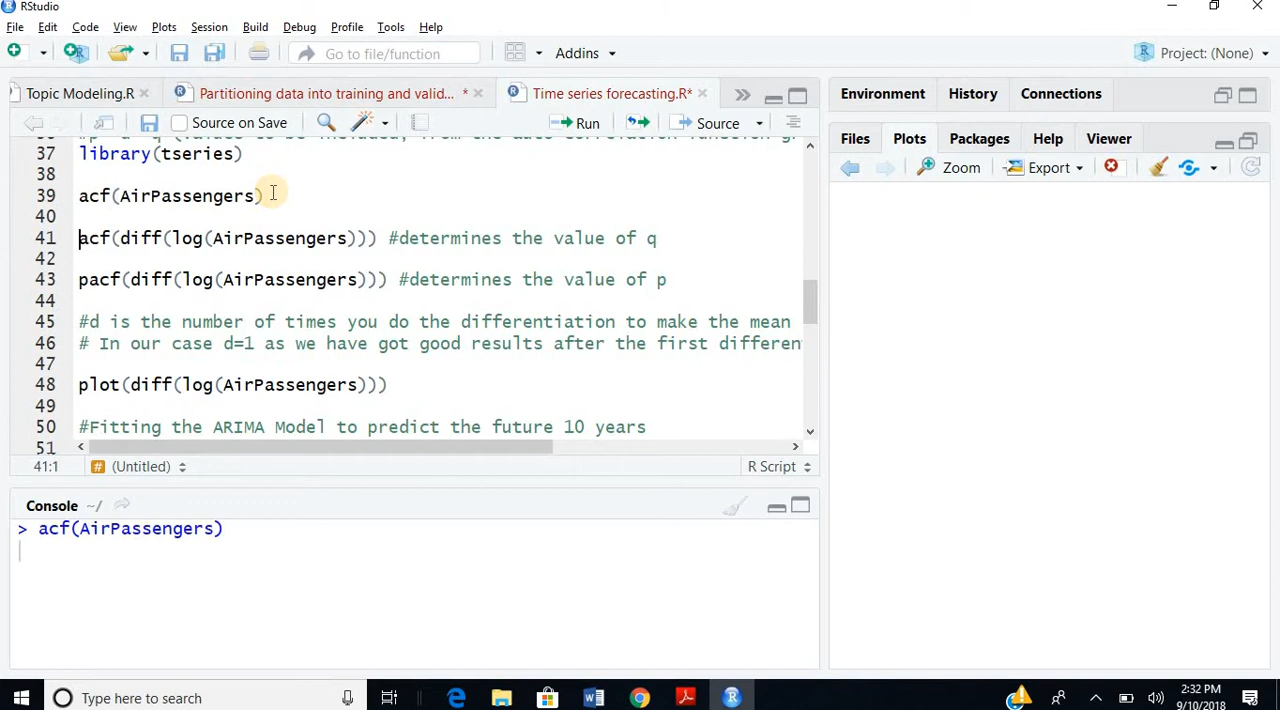 RStudio
File Edit Code View Plots Session Build Debug Profile Tools Help
Go to file/function Addins Project: (None)
Topic Modeling.R Partitioning data into training and valid...* Time series forecasting.R*
Environment History Connections
Source on Save Run Source
Files Plots Packages Help Viewer
Zoom Export
37 library(tseries)
38
39 acf(AirPassengers)
40
41 acf(diff(log(AirPassengers))) #determines the value of q
42
43 pacf(diff(log(AirPassengers))) #determines the value of p
44
45 #d is the number of times you do the differentiation to make the mean
46 # In our case d=1 as we have got good results after the first differen
47
48 plot(diff(log(AirPassengers)))
49
50 #Fitting the ARIMA Model to predict the future 10 years
51
41:1 # (Untitled) R Script
Console ~/
> acf(AirPassengers)
Type here to search
2:32 PM
9/10/2018